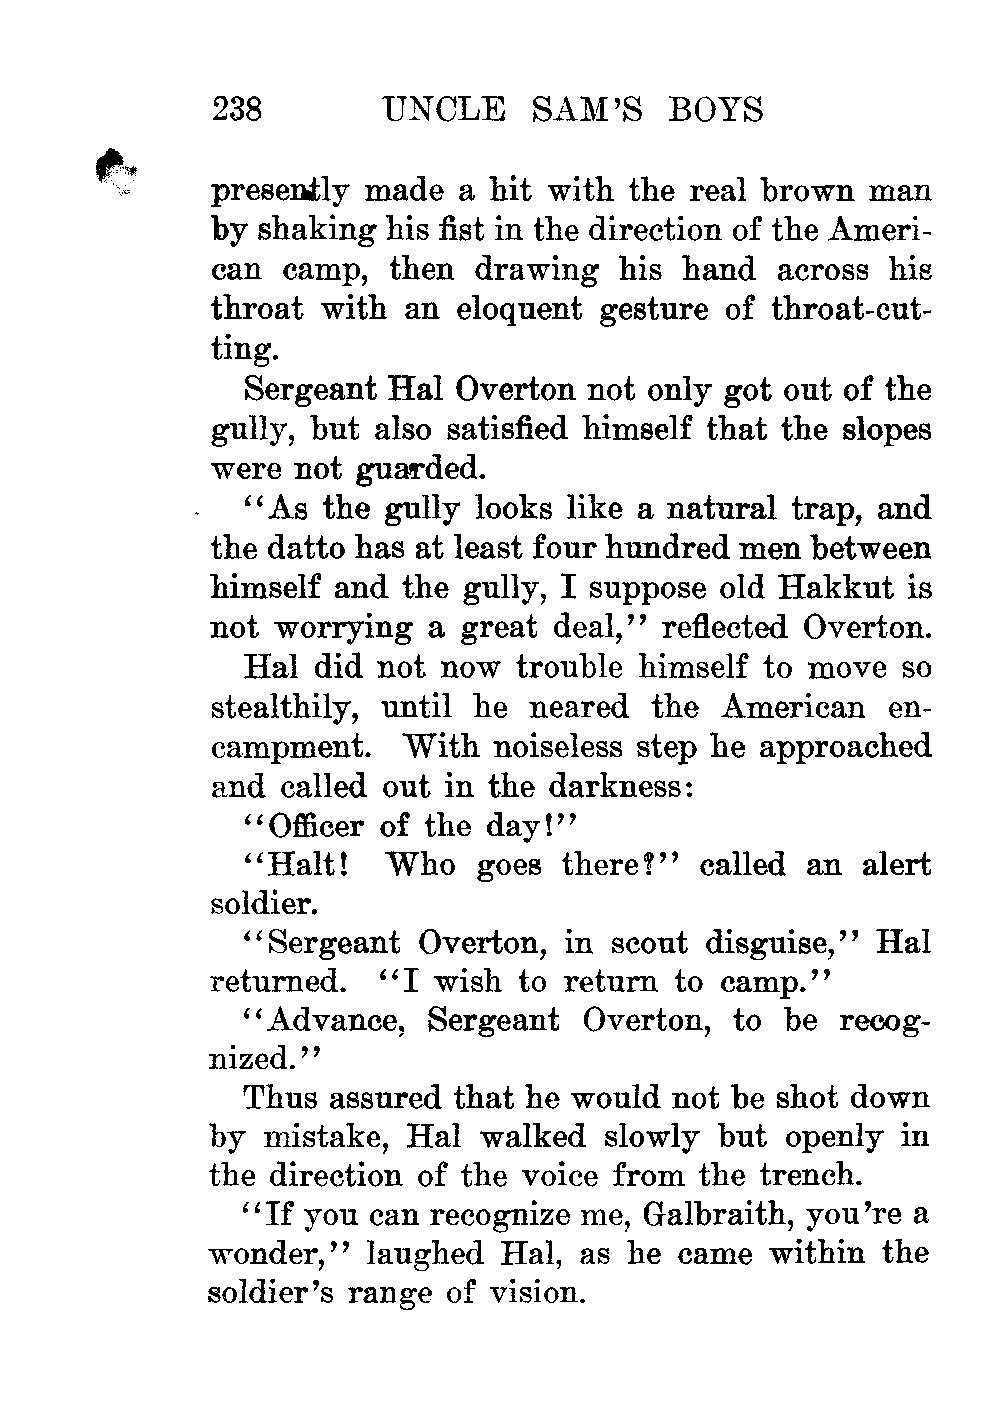 238 UNCLE SAM'S BOYS
presently made a hit with the real brown man
by shaking his fist in the direction of the Ameri-
can camp, then drawing his hand across his
throat with an eloquent gesture of throat-cut-
ting.
Sergeant Hal Overton not only got out of the
gully, but also satisfied himself that the slopes
were not guarded.
"As the gully looks like a natural trap, and
the datto has at least four hundred men between
himself and the gully, I suppose old Hakkut is
not worrying a great deal," reflected Overton.
Hal did not now trouble himself to move so
stealthily, until he neared the American en-
campment. With noiseless step he approached
and called out in the darkness:
"Officer of the day!"
"Halt! Who goes there?" called an alert
soldier.
"Sergeant Overton, in scout disguise," Hal
returned. "I wish to return to camp."
"Advance, Sergeant Overton, to be recog-
nized."
Thus assured that he would not be shot down
by mistake, Hal walked slowly but openly in
the direction of the voice from the trench.
"If you can recognize me, Galbraith, you're a
wonder," laughed Hal, as he came within the
soldier's range of vision.